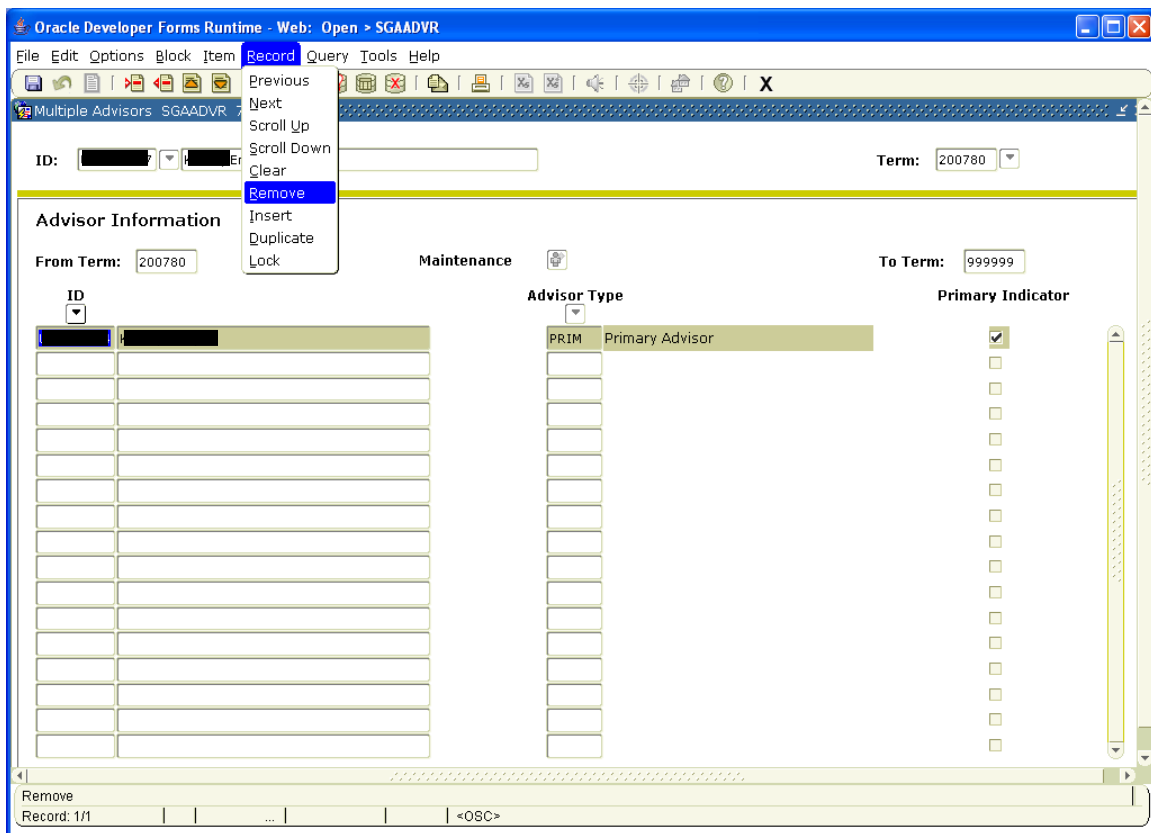 Oracle Developer Forms Runtime - Web: Open > SGAADVR
File Edit Options Block Item Record Query Tools Help
X
Previous
Next
Scroll Up
Scroll Down
Clear
Remove
Insert
Duplicate
Lock
Multiple Advisors SGAADVR
ID:
Term: 200780
Advisor Information
From Term: 200780 Maintenance To Term: 999999
ID Advisor Type Primary Indicator
PRIM Primary Advisor
Remove
Record: 1/1 ... <OSC>